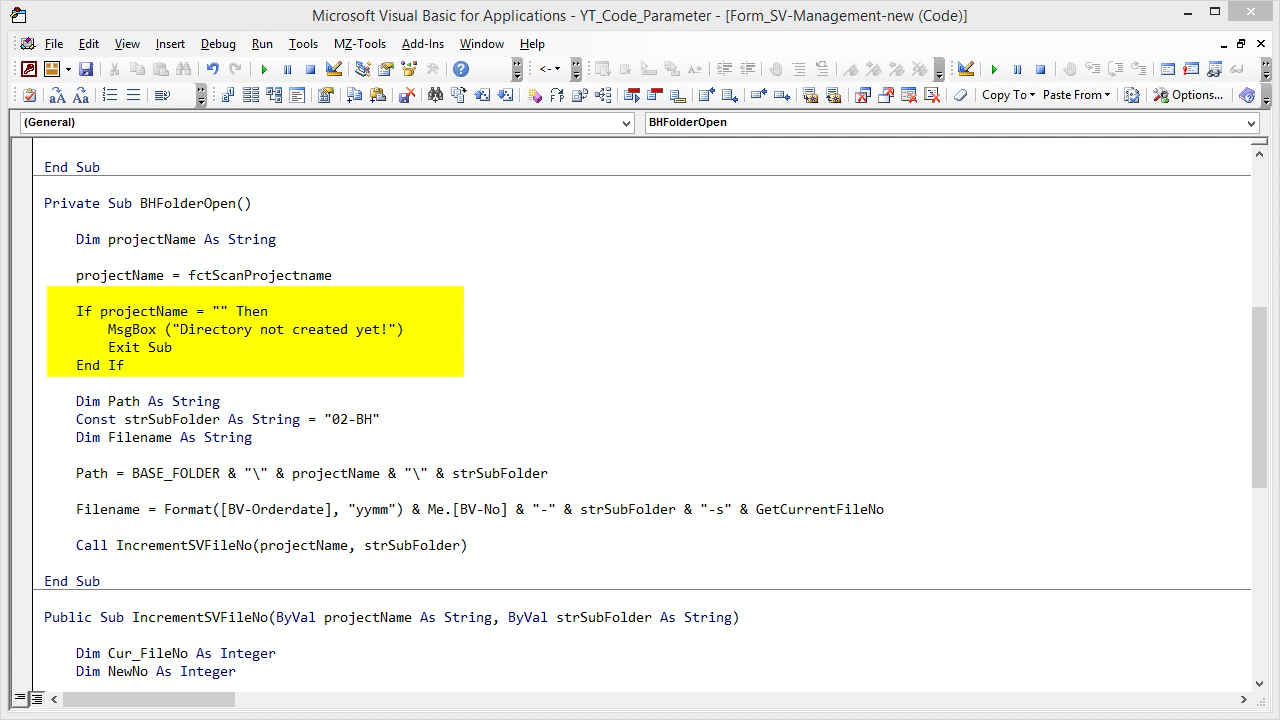 Microsoft Visual Basic for Applications - YT_Code_Parameter - [Form_SV-Management-new (Code)]
File Edit View Insert Debug Run Tools MZ-Tools Add-Ins Window Help
Copy To Paste From Options...
(General) BHFolderOpen
End Sub
Private Sub BHFolderOpen()
Dim projectName As String
projectName = fctScanProjectname
If projectName = "" Then
MsgBox ("Directory not created yet!")
Exit Sub
End If
Dim Path As String
Const strSubFolder As String = "02-BH"
Dim Filename As String
Path = BASE_FOLDER & "\" & projectName & "\" & strSubFolder
Filename = Format([BV-Orderdate], "yymm") & Me.[BV-No] & "-" & strSubFolder & "-s" & GetCurrentFileNo
Call IncrementSVFileNo(projectName, strSubFolder)
End Sub
Public Sub IncrementSVFileNo(ByVal projectName As String, ByVal strSubFolder As String)
Dim Cur_FileNo As Integer
Dim NewNo As Integer